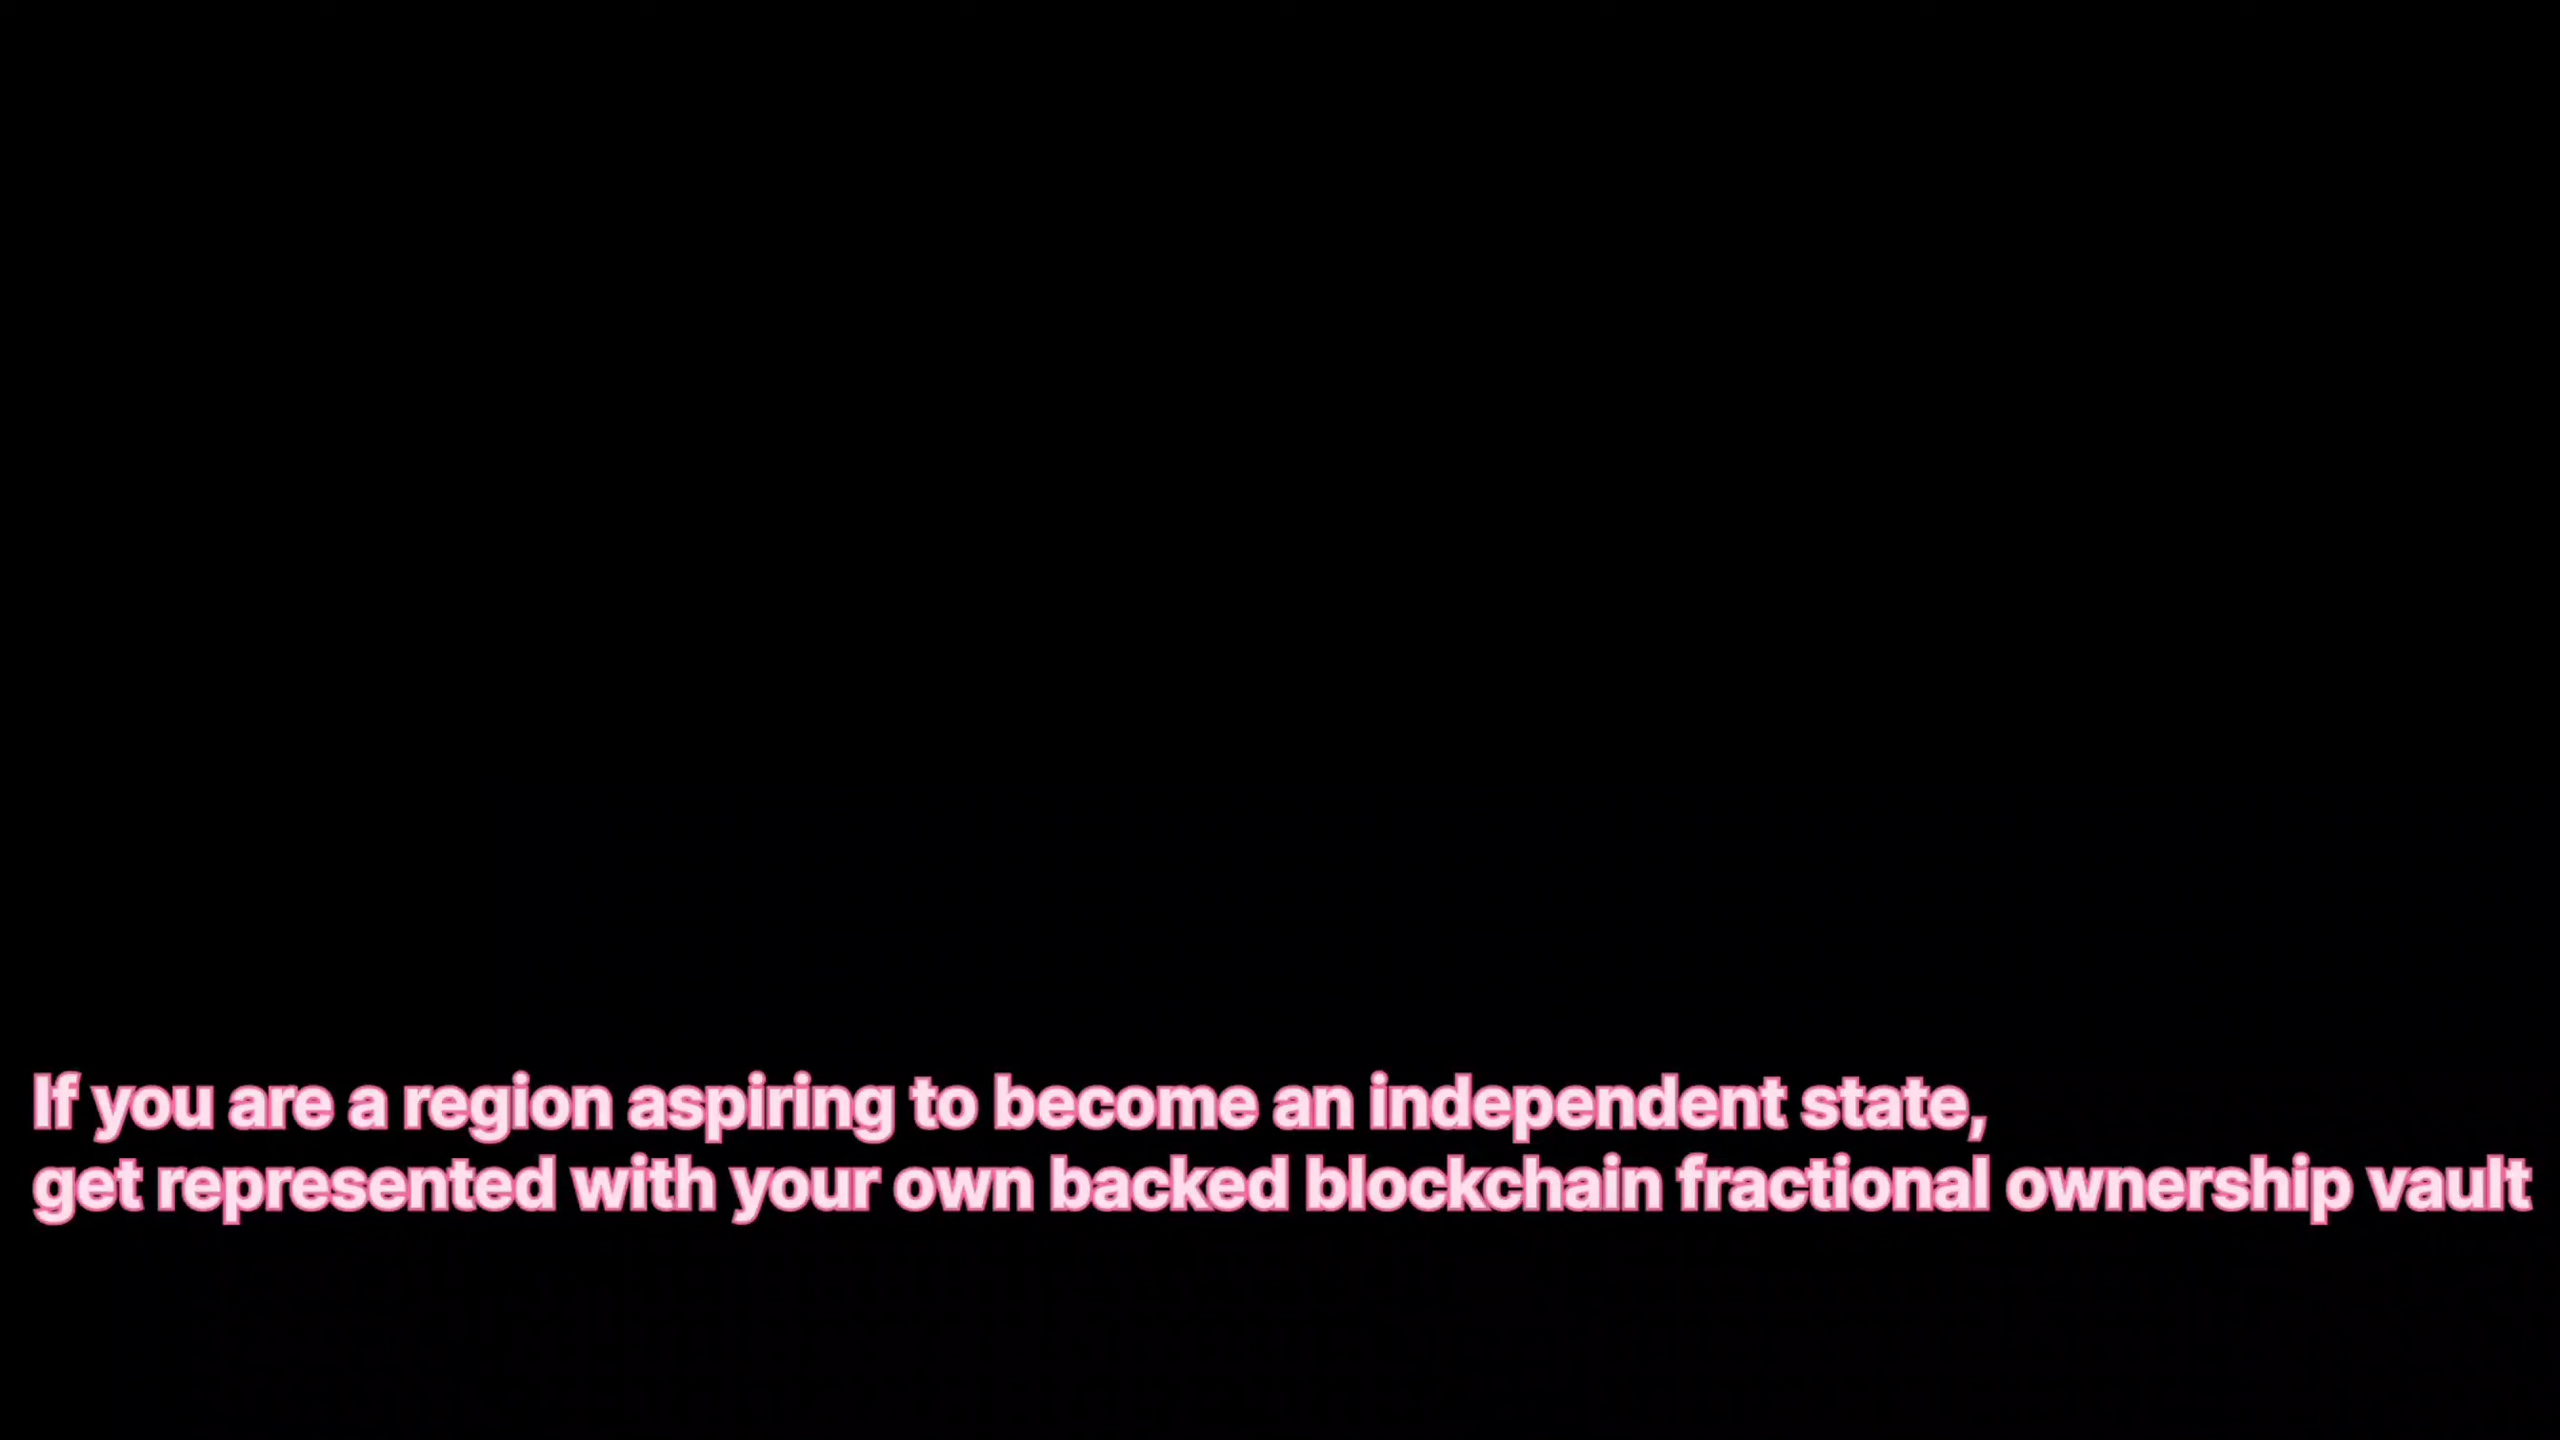 If you are a region aspiring to become an independent state,
get represented with your own backed blockchain fractional ownership vault